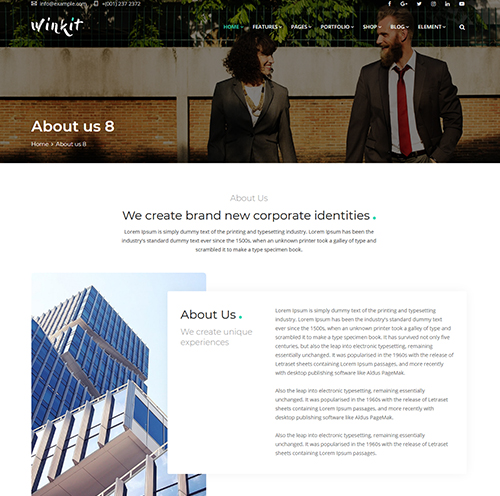 info@example.com +(001) 237 2372
Winkit
HOME FEATURES PAGES PORTFOLIO SHOP BLOG ELEMENT
About us 8
Home > About us 8
About Us
We create brand new corporate identities .
Lorem Ipsum is simply dummy text of the printing and typesetting industry. Lorem Ipsum has been the
industry's standard dummy text ever since the 1500s, when an unknown printer took a galley of type and
scrambled it to make a type specimen book.
About Us .
We create unique
experiences
Lorem Ipsum is simply dummy text of the printing and typesetting
industry. Lorem Ipsum has been the industry's standard dummy text
ever since the 1500s, when an unknown printer took a galley of type
and scrambled it to make a type specimen book. It has survived not only five
centuries, but also the leap into electronic typesetting, remaining
essentially unchanged. It was popularised in the 1960s with the release of
Letraset sheets containing Lorem Ipsum passages, and more recently
with desktop publishing software like Aldus PageMak.
Also the leap into electronic typesetting, remaining essentially
unchanged. It was popularised in the 1960s with the release of Letraset
sheets containing Lorem Ipsum passages, and more recently with
desktop publishing software like Aldus PageMak.
Also the leap into electronic typesetting, remaining essentially
unchanged. It was popularised in the 1960s with the release of Letraset
sheets containing Lorem Ipsum passages.